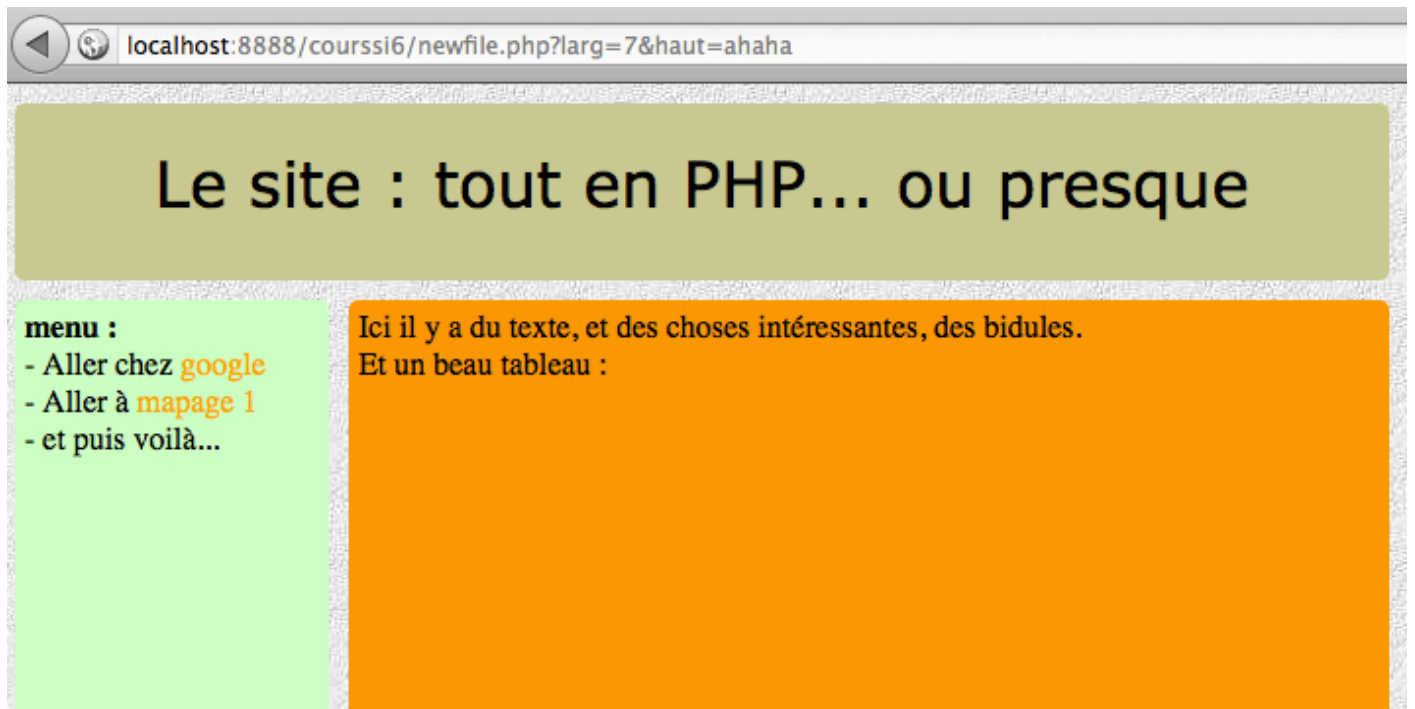 localhost:8888/courssi6/newfile.php?larg=7&haut=ahaha
Le site : tout en PHP... ou presque
menu :
- Aller chez google
- Aller à mapage 1
- et puis voilà...
Ici il y a du texte, et des choses intéressantes, des bidules.
Et un beau tableau :